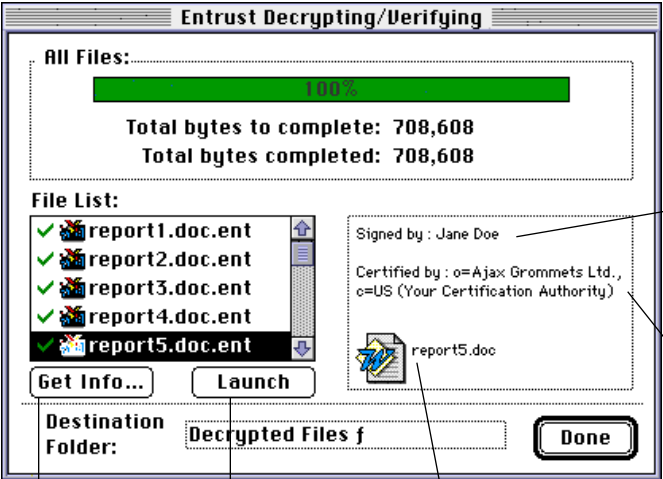 Entrust Decrypting/Verifying
All Files:
100%
Total bytes to complete: 708,608
Total bytes completed: 708,608
File List:
report1.doc.ent
report2.doc.ent
report3.doc.ent
report4.doc.ent
report5.doc.ent
Signed by : Jane Doe
Certified by : o=Ajax Grommets Ltd.,
c=US (Your Certification Authority)
report5.doc
Get Info...
Launch
Destination
Folder:
Decrypted Files ƒ
Done